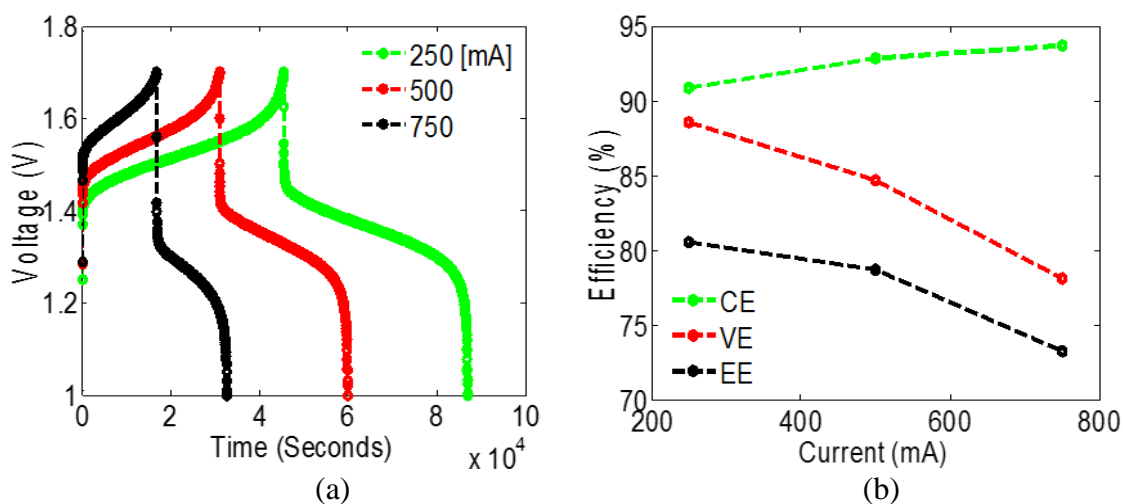 1.8
1.6
1.4
1.2
1
Voltage (V)
250 [mA]
500
750
0
2
4
6
8
10
x 10^4
Time (Seconds)
(a)
95
90
85
80
75
70
Efficiency (%)
CE
VE
EE
200
400
600
800
Current (mA)
(b)